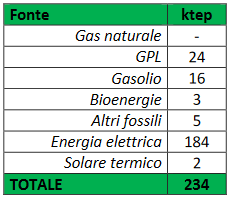 Fonte ktep
Gas naturale -
GPL 24
Gasolio 16
Bioenergie 3
Altri fossili 5
Energia elettrica 184
Solare termico 2
TOTALE 234